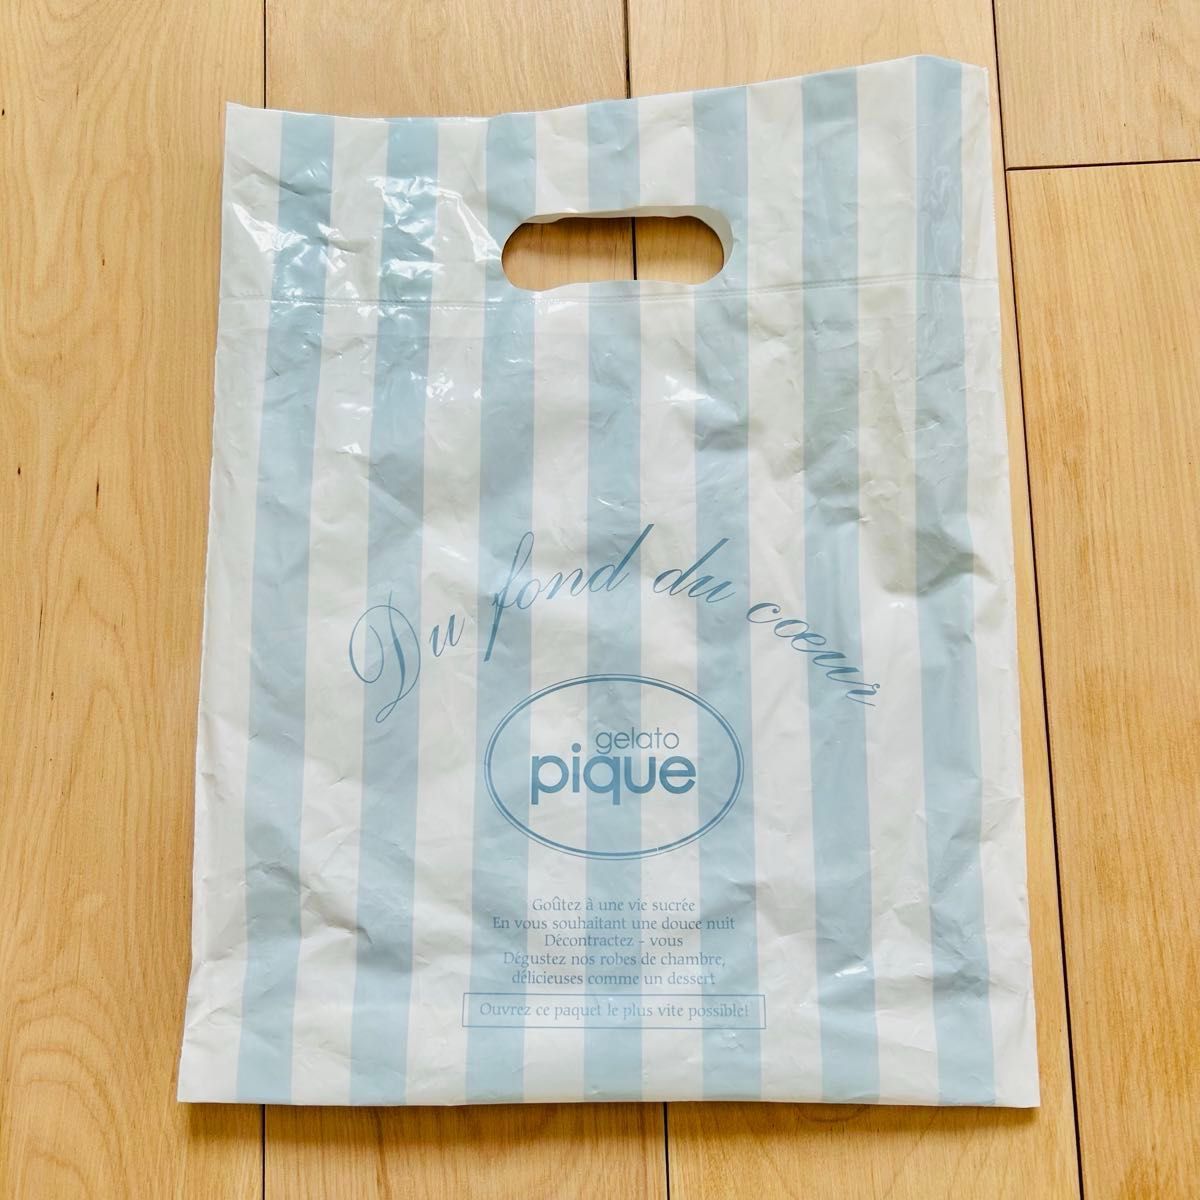 Du fond du cœur
gelato
pique
Goûtez à une vie sucrée
En vous souhaitant une douce nuit
Décontractez - vous
Dégustez nos robes de chambre,
délicieuses comme un dessert
Ouvrez ce paquet le plus vite possible!